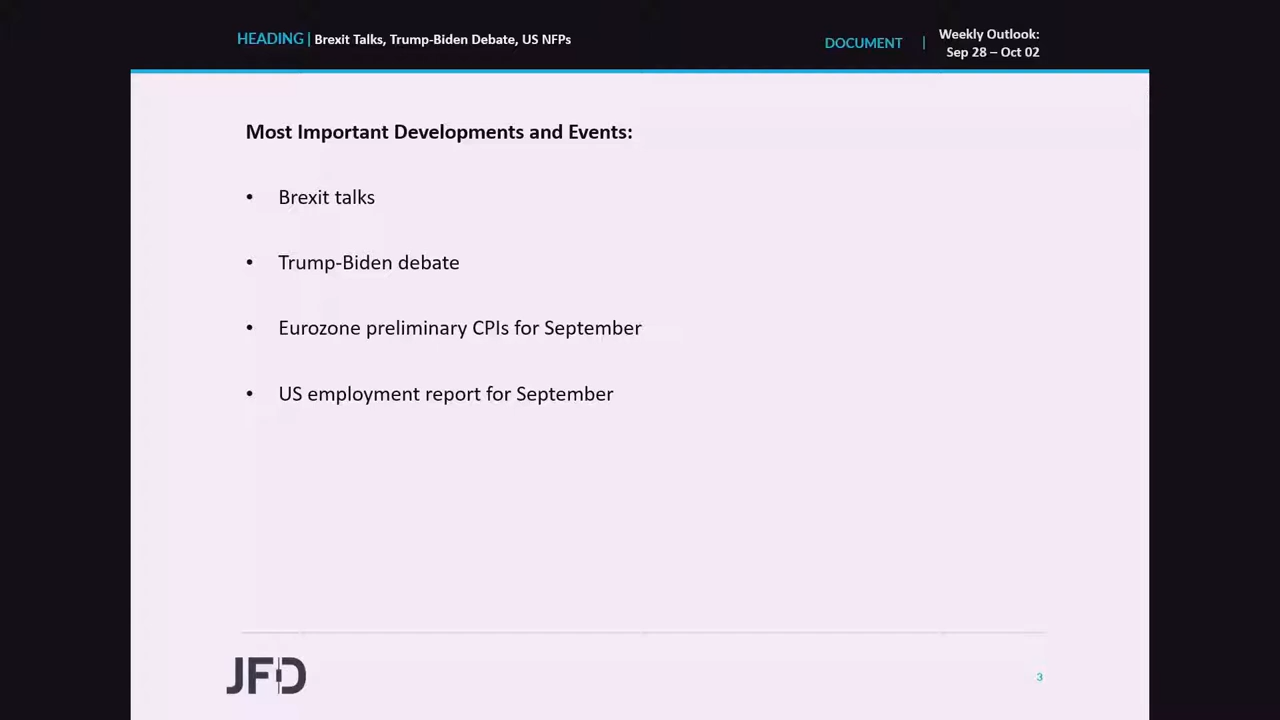 HEADING | Brexit Talks, Trump-Biden Debate, US NFPs
DOCUMENT | Weekly Outlook:
Sep 28 – Oct 02
Most Important Developments and Events:
• Brexit talks
• Trump-Biden debate
• Eurozone preliminary CPIs for September
• US employment report for September
JFD
3